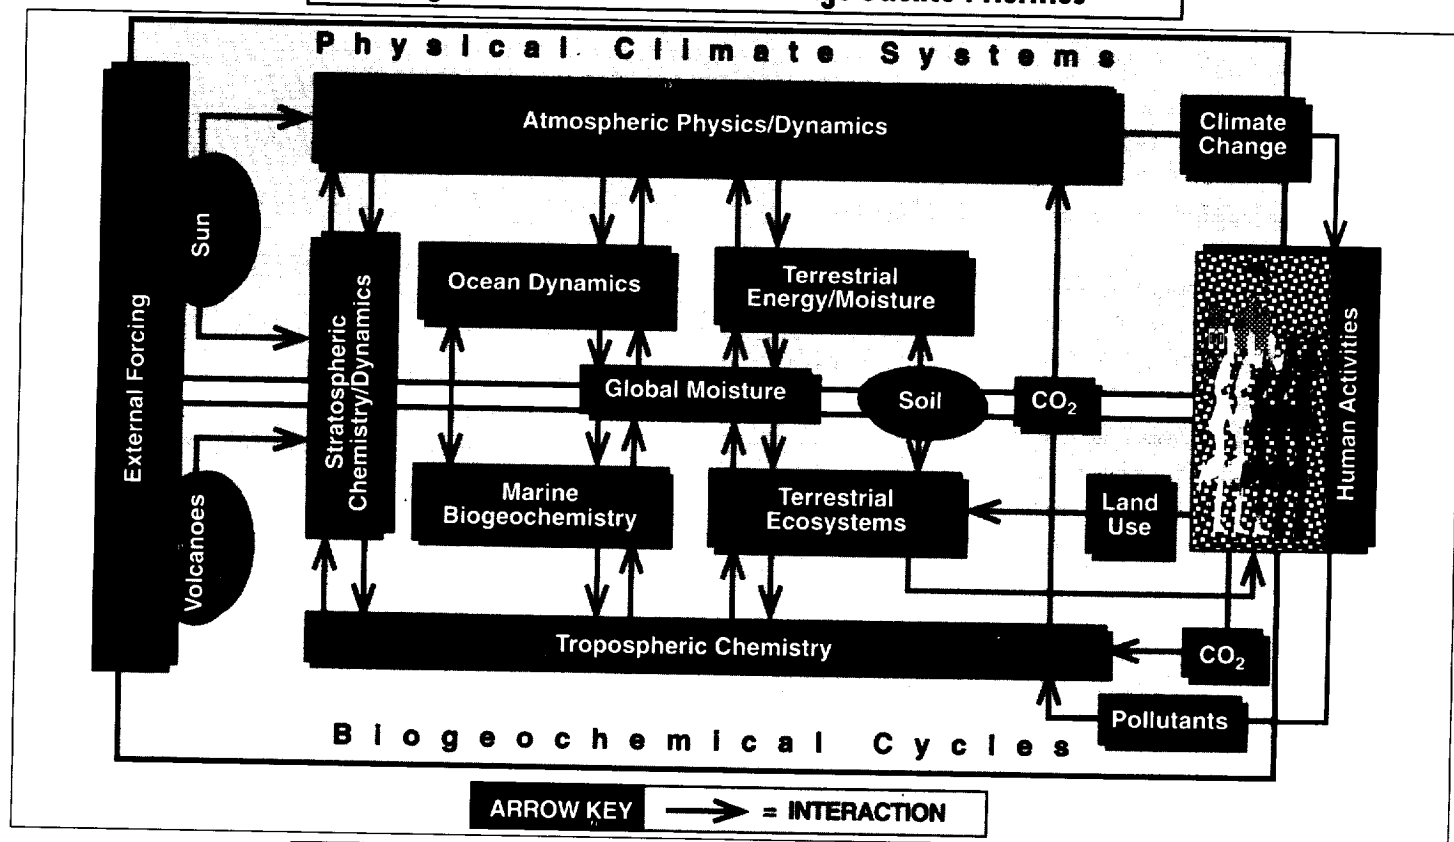 Physical Climate Systems
Atmospheric Physics/Dynamics
Climate
Change
Sun
External Forcing
Stratospheric
Chemistry/Dynamics
Ocean Dynamics
Terrestrial
Energy/Moisture
Global Moisture
Soil
CO2
Human Activities
Volcanoes
Marine
Biogeochemistry
Terrestrial
Ecosystems
Land
Use
Tropospheric Chemistry
CO2
Pollutants
Biogeochemical Cycles
ARROW KEY = INTERACTION